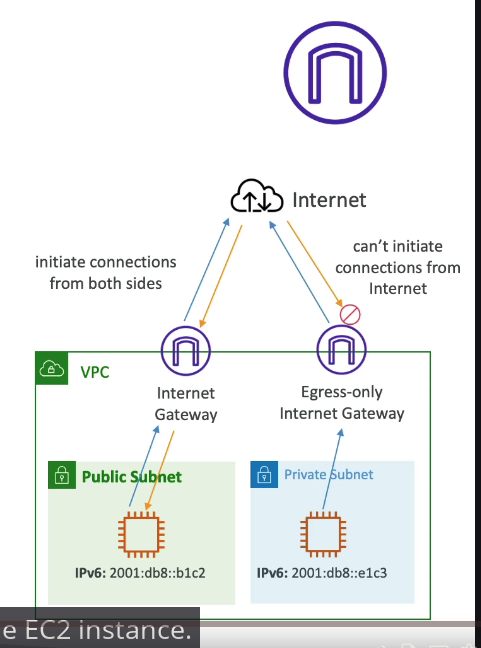 Internet
initiate connections
from both sides
can't initiate
connections from
Internet
VPC
Internet
Gateway
Egress-only
Internet Gateway
Public Subnet
Private Subnet
IPv6: 2001:db8::b1c2
IPv6: 2001:db8::e1c3
e EC2 instance.